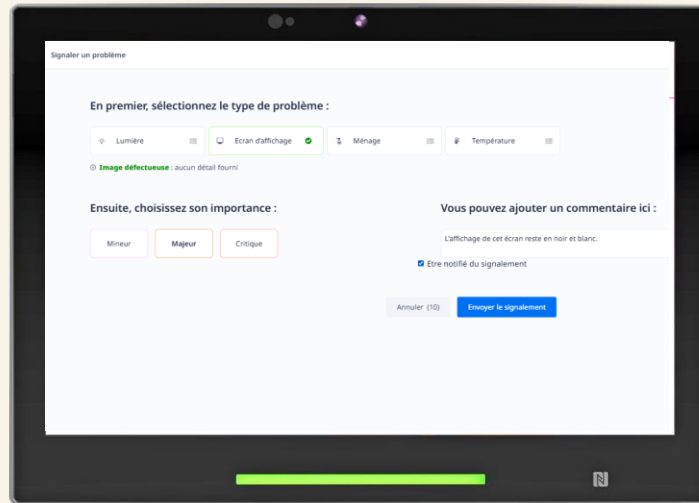 Signaler un problème
En premier, sélectionnez le type de problème :
Lumière
Ecran d'affichage
Ménage
Température
Image défectueuse : aucun détail fourni
Ensuite, choisissez son importance :
Mineur
Majeur
Critique
Vous pouvez ajouter un commentaire ici :
L'affichage de cet écran reste en noir et blanc.
Etre notifié du signalement
Annuler (10)
Envoyer le signalement